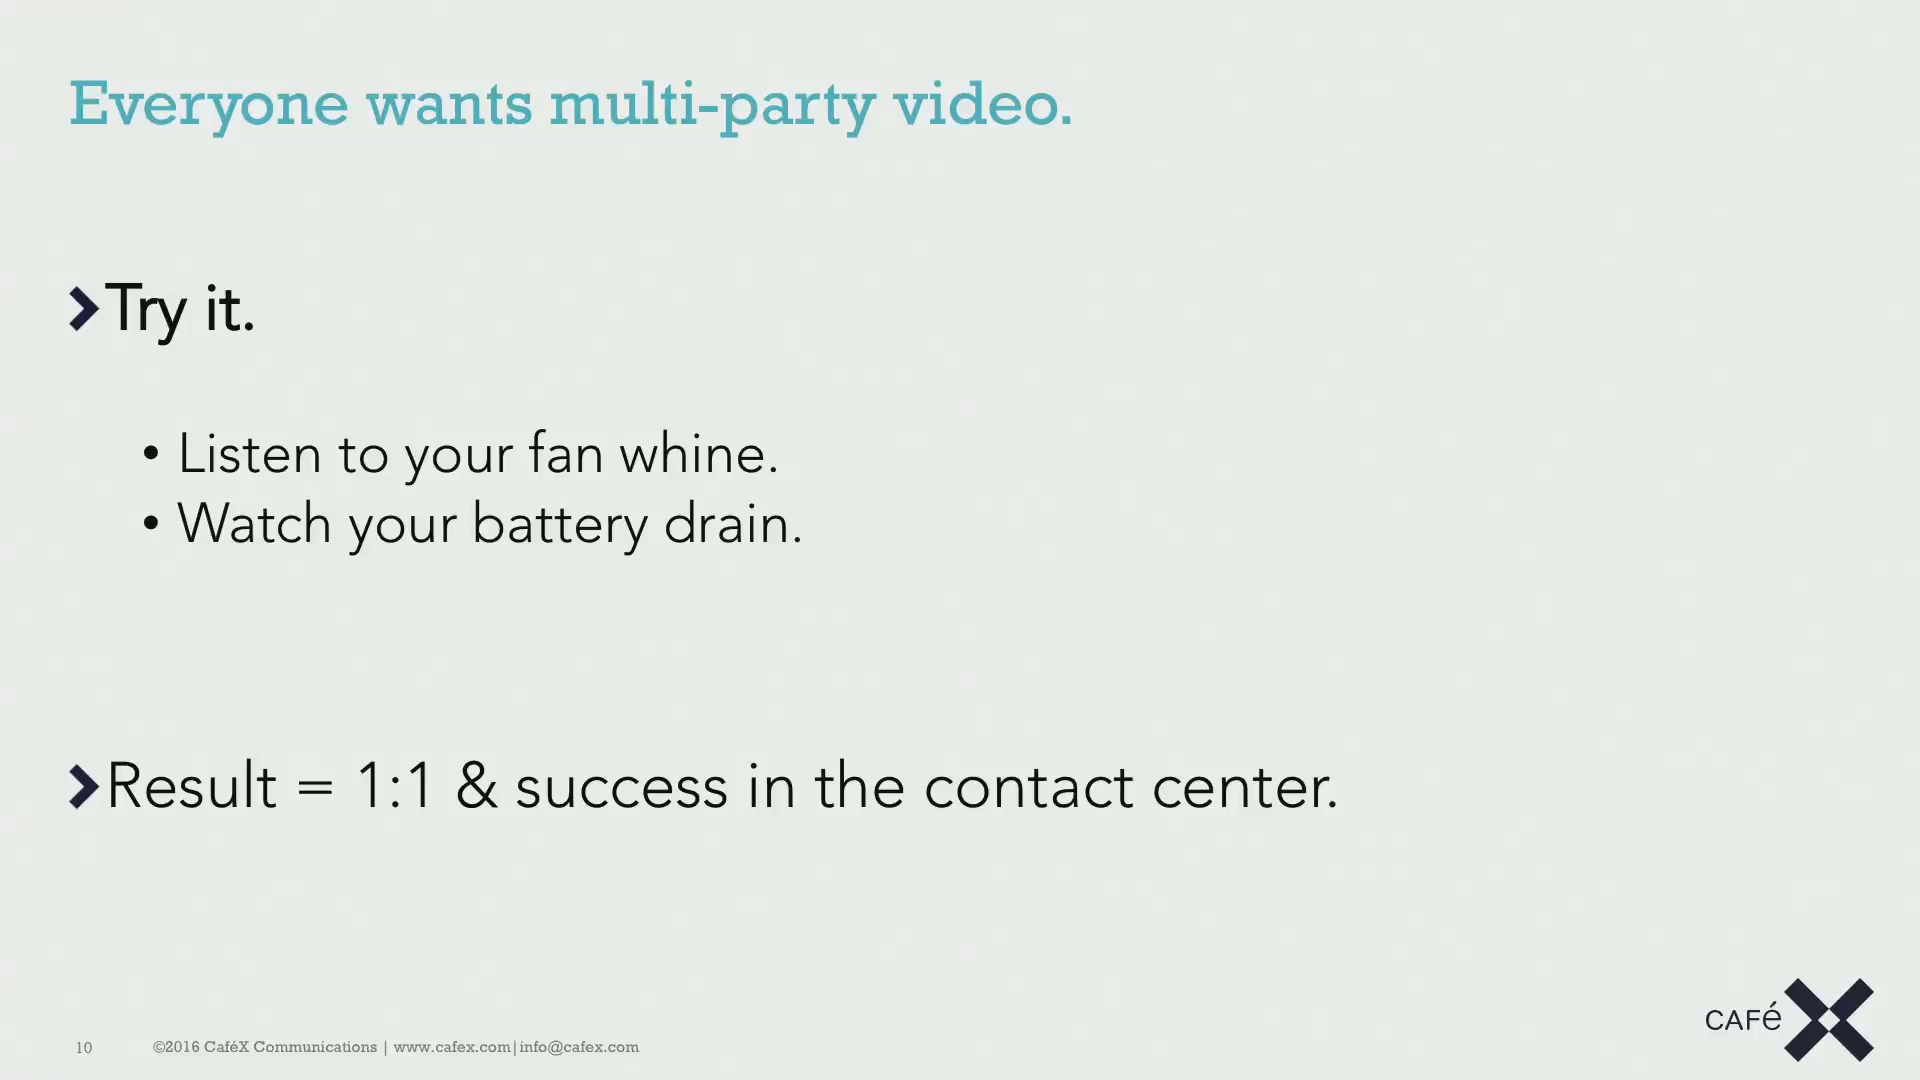 Everyone wants multi-party video.
Try it.
• Listen to your fan whine.
• Watch your battery drain.
Result = 1:1 & success in the contact center.
CAFé X
10 ©2016 CaféX Communications | www.cafex.com|info@cafex.com